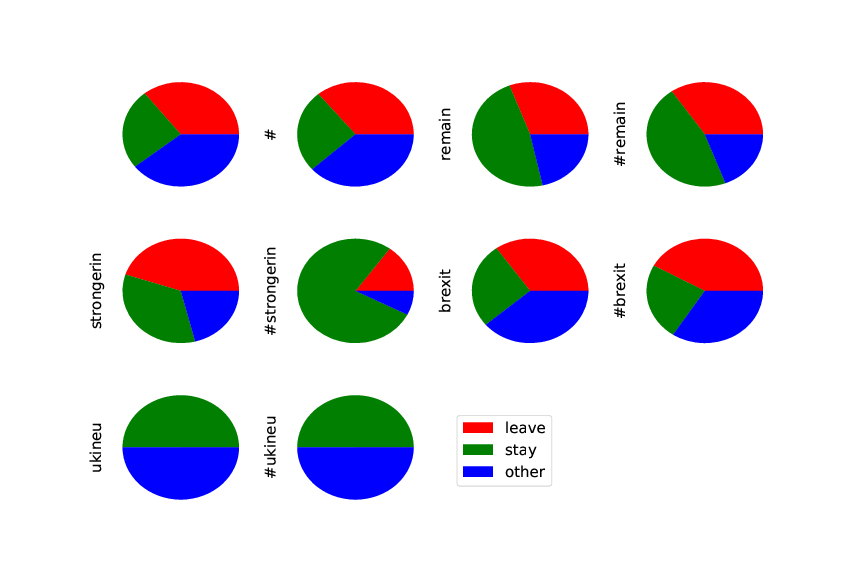 #
remain
#remain
strongerin
#strongerin
brexit
#brexit
ukineu
#ukineu
leave
stay
other